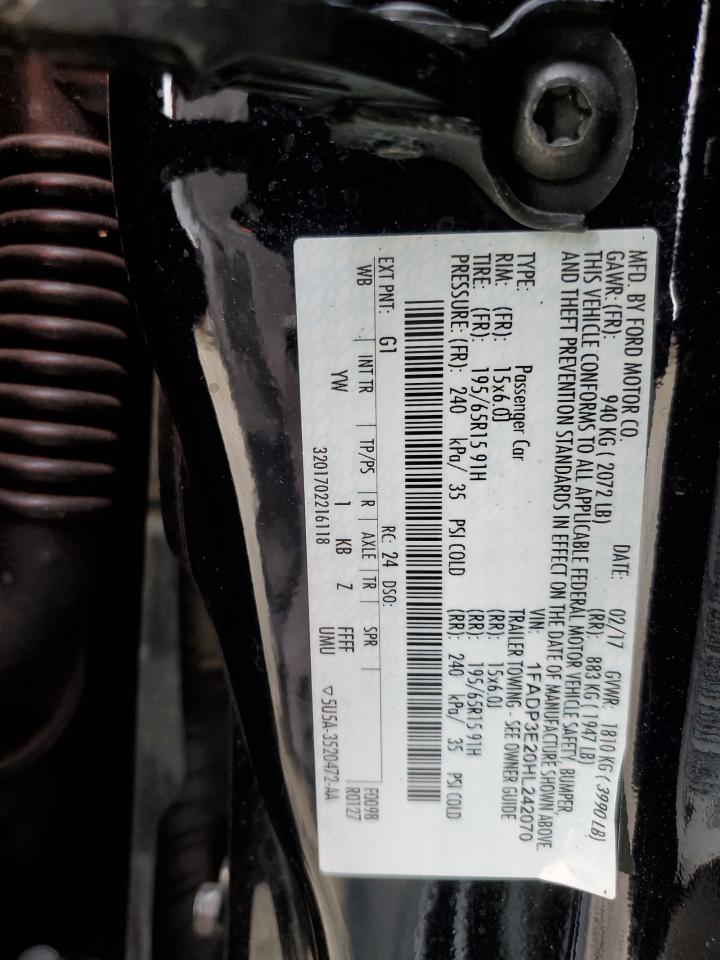 MFD. BY FORD MOTOR CO. DATE: 02/17 GVWR: 1810 KG ( 3990 LB)
GAWR: (FR): 940 KG ( 2072 LB) (RR): 883 KG ( 1947 LB)
THIS VEHICLE CONFORMS TO ALL APPLICABLE FEDERAL MOTOR VEHICLE SAFETY, BUMPER
AND THEFT PREVENTION STANDARDS IN EFFECT ON THE DATE OF MANUFACTURE SHOWN ABOVE.
VIN: 1FADP3E20HL242070
TYPE: Passenger Car TRAILER TOWING - SEE OWNER GUIDE
RIM: (FR): 15x6.0J (RR): 15x6.0J
TIRE: (FR): 195/65R15 91H (RR): 195/65R15 91H
PRESSURE: (FR): 240 kPa/ 35 PSI COLD (RR): 240 kPa/ 35 PSI COLD
EXT PNT: G1 RC: 24 DSO: F0098
WB INT TR TP/PS R AXLE TR SPR R0127
YW 1 KB Z FFFF
UMU
3201702216118 ▽ 5U5A-3520472-AA